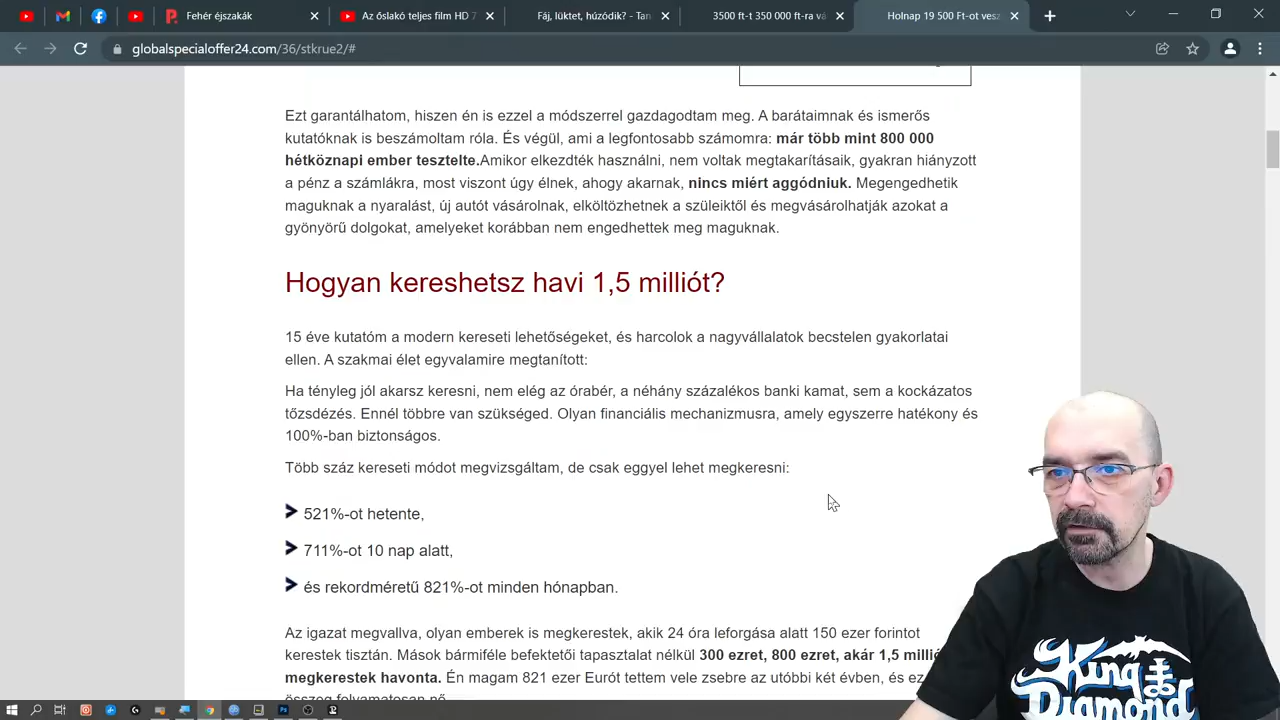 Fehér éjszakák
Az őslakó teljes film HD 7
Fáj, lüktet, húzódik? - Tan
3500 ft-t 350 000 ft-ra vá
Holnap 19 500 Ft-ot vesz
globalspecialoffer24.com/36/stkrue2/#
Ezt garantálhatom, hiszen én is ezzel a módszerrel gazdagodtam meg. A barátaimnak és ismerős
kutatóknak is beszámoltam róla. És végül, ami a legfontosabb számomra: már több mint 800 000
hétköznapi ember tesztelte.Amikor elkezdték használni, nem voltak megtakarításaik, gyakran hiányzott
a pénz a számlákra, most viszont úgy élnek, ahogy akarnak, nincs miért aggódniuk. Megengedhetik
maguknak a nyaralást, új autót vásárolnak, elköltözhetnek a szüleiktől és megvásárolhatják azokat a
gyönyörű dolgokat, amelyeket korábban nem engedhettek meg maguknak.
Hogyan kereshetsz havi 1,5 milliót?
15 éve kutatóm a modern kereseti lehetőségeket, és harcolok a nagyvállalatok becstelen gyakorlatai
ellen. A szakmai élet egyvalamire megtanított:
Ha tényleg jól akarsz keresni, nem elég az órabér, a néhány százalékos banki kamat, sem a kockázatos
tőzsdézés. Ennél többre van szükséged. Olyan financiális mechanizmusra, amely egyszerre hatékony és
100%-ban biztonságos.
Több száz kereseti módot megvizsgáltam, de csak eggyel lehet megkeresni:
521%-ot hetente,
711%-ot 10 nap alatt,
és rekordméretű 821%-ot minden hónapban.
Az igazat megvallva, olyan emberek is megkerestek, akik 24 óra leforgása alatt 150 ezer forintot
kerestek tisztán. Mások bármiféle befektetői tapasztalat nélkül 300 ezret, 800 ezret, akár 1,5 milli
megkerestek havonta. Én magam 821 ezer Eurót tettem vele zsebre az utóbbi két évben, és ez
összeg folyamatosan nő
King
Diamond